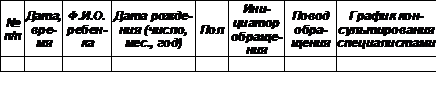 № п/п
Дата, вре-
мя
Ф.И.О. ребен-
ка
Дата рожде-
ния (число,
мес., год)
Пол
Ини-
циатор
обраще-
ния
Повод
обра-
щения
График кон-
сультирования
специалистами